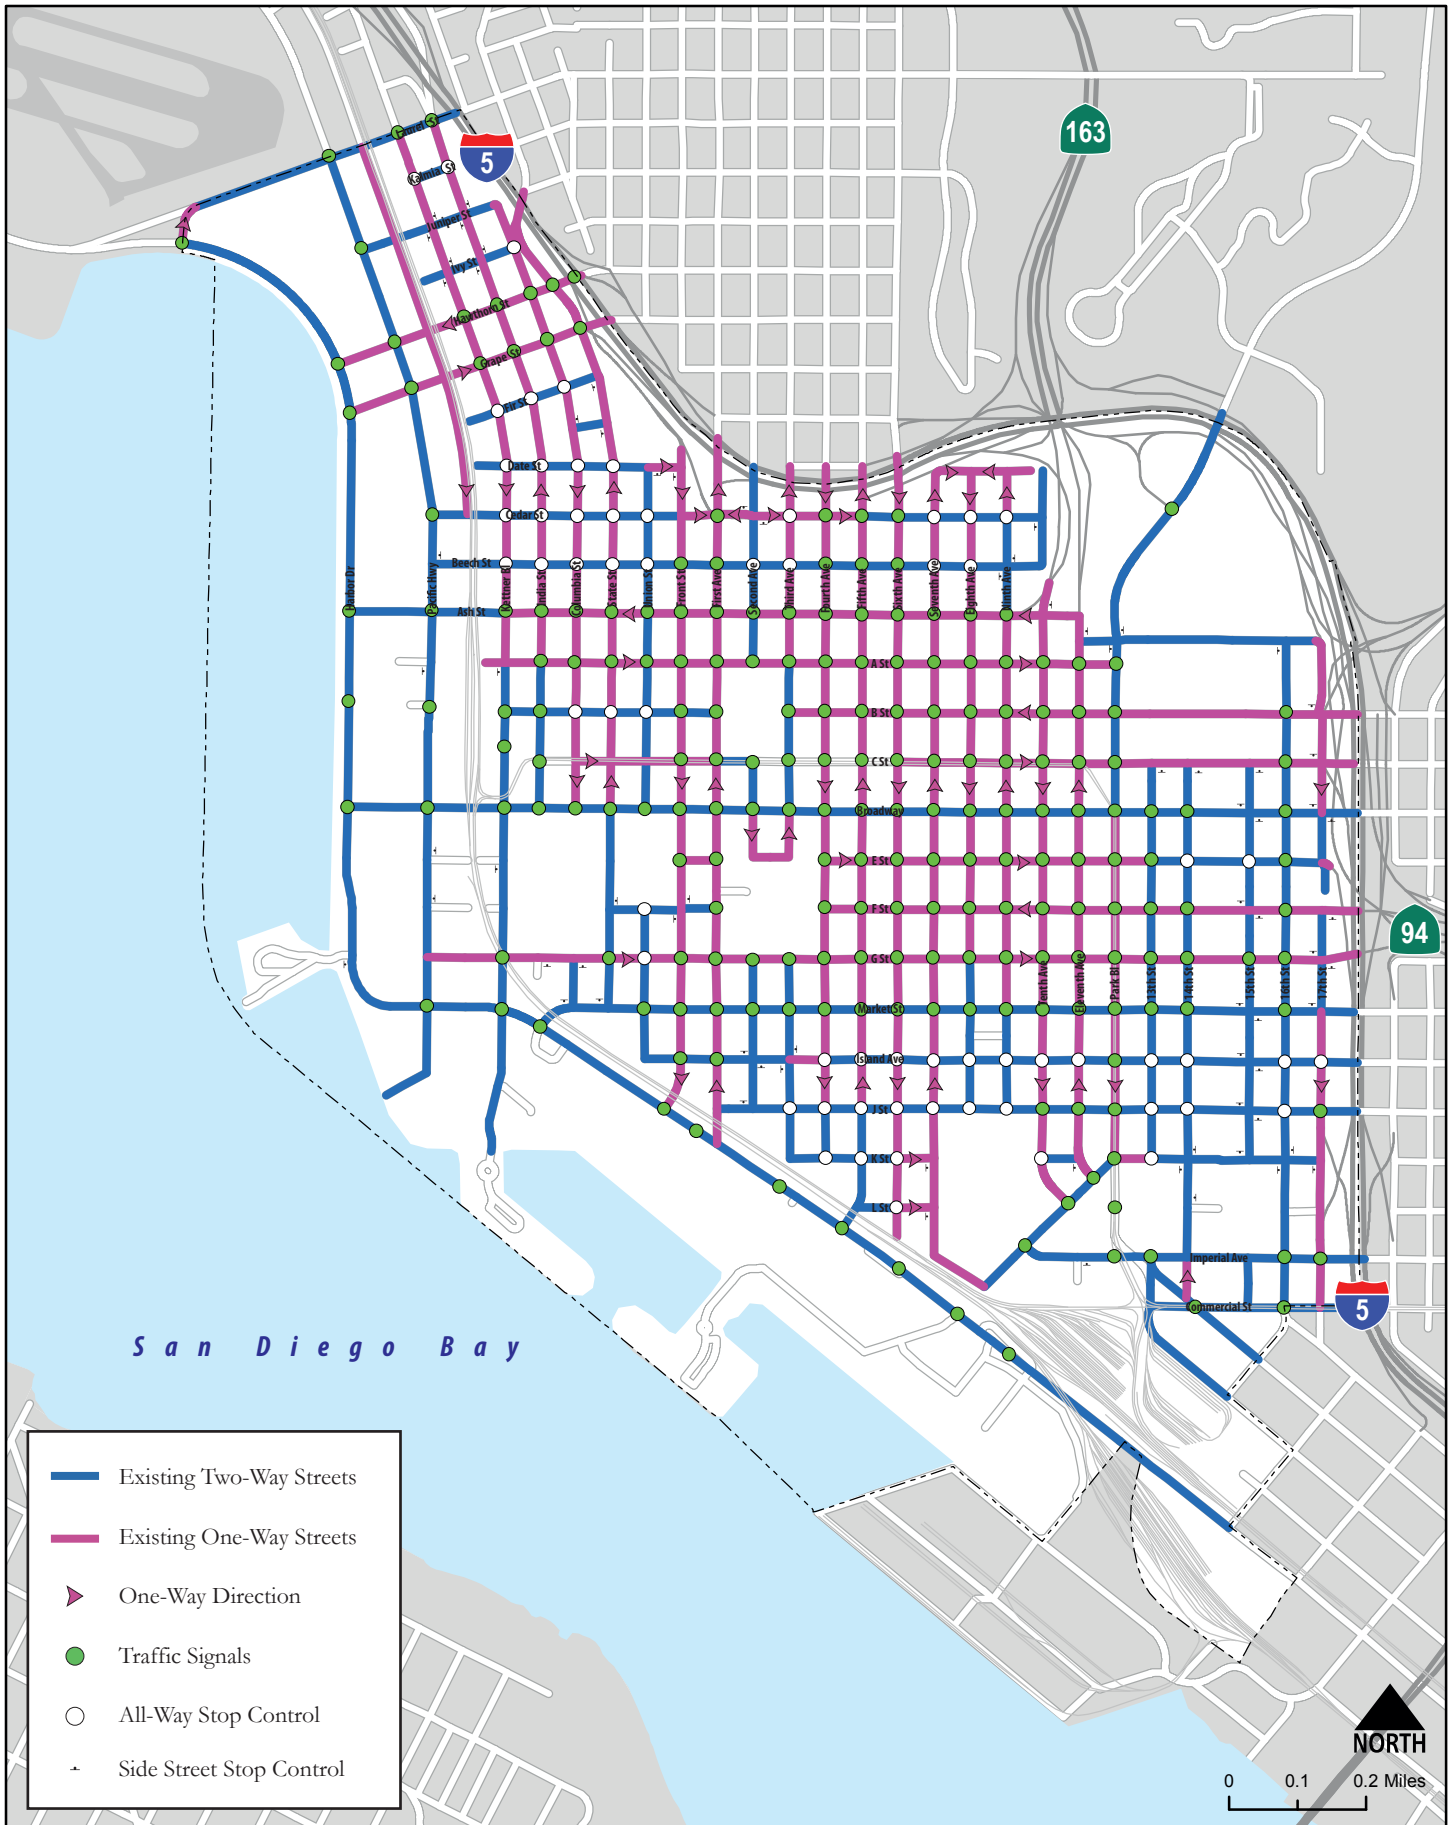 163
Laurel St
5
Kalmia St
Juniper St
Ivy St
Hawthorn St
Grape St
Fir St
Date St
Cedar St
Beech St
Harbor Dr
Pacific Hwy
Kettner Bl
India St
Columbia St
State St
Union St
Front St
First Ave
Second Ave
Third Ave
Fourth Ave
Fifth Ave
Sixth Ave
Seventh Ave
Eighth Ave
Ninth Ave
Ash St
A St
B St
C St
Broadway
E St
F St
94
G St
Tenth Ave
Eleventh Ave
Park Bl
13th St
14th St
15th St
16th St
17th St
Market St
Island Ave
J St
K St
L St
Imperial Ave
Commercial St
5
San Diego Bay
Existing Two-Way Streets
Existing One-Way Streets
One-Way Direction
Traffic Signals
All-Way Stop Control
Side Street Stop Control
NORTH
0 0.1 0.2 Miles